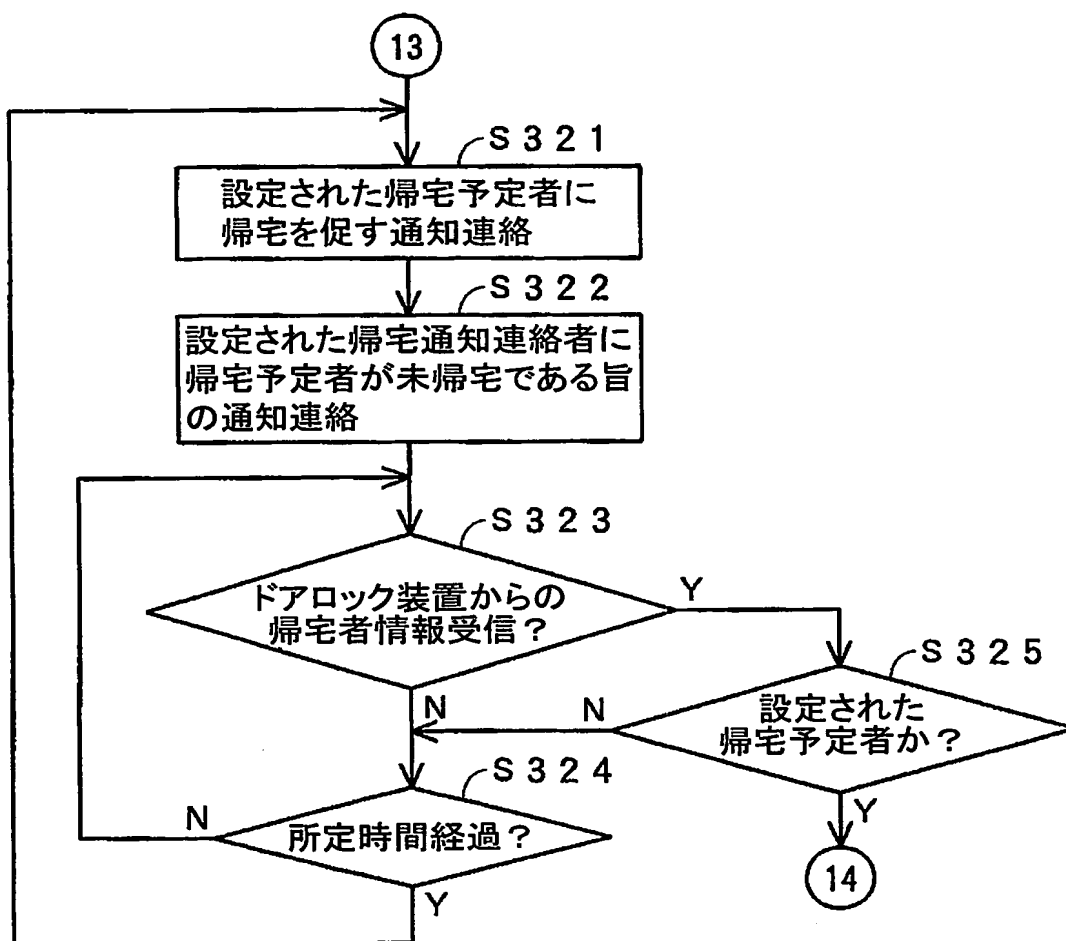 13
S321
設定された帰宅予定者に
帰宅を促す通知連絡
S322
設定された帰宅通知連絡者に
帰宅予定者が未帰宅である旨
の通知連絡
S323
ドアロック装置からの
帰宅者情報受信?
Y
N
S325
設定された
帰宅予定者か?
N
Y
S324
所定時間経過?
N
Y
14